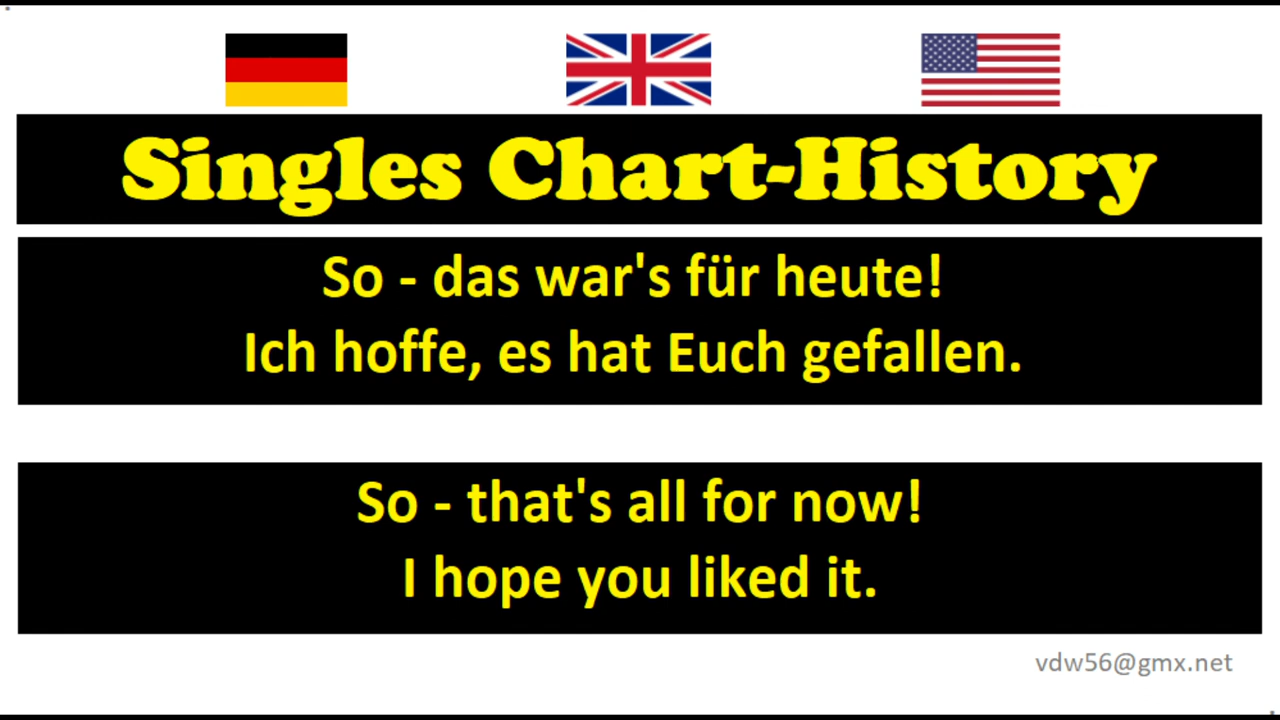 Singles Chart-History
So - das war's für heute!
Ich hoffe, es hat Euch gefallen.
So - that's all for now!
I hope you liked it.
vdw56@gmx.net